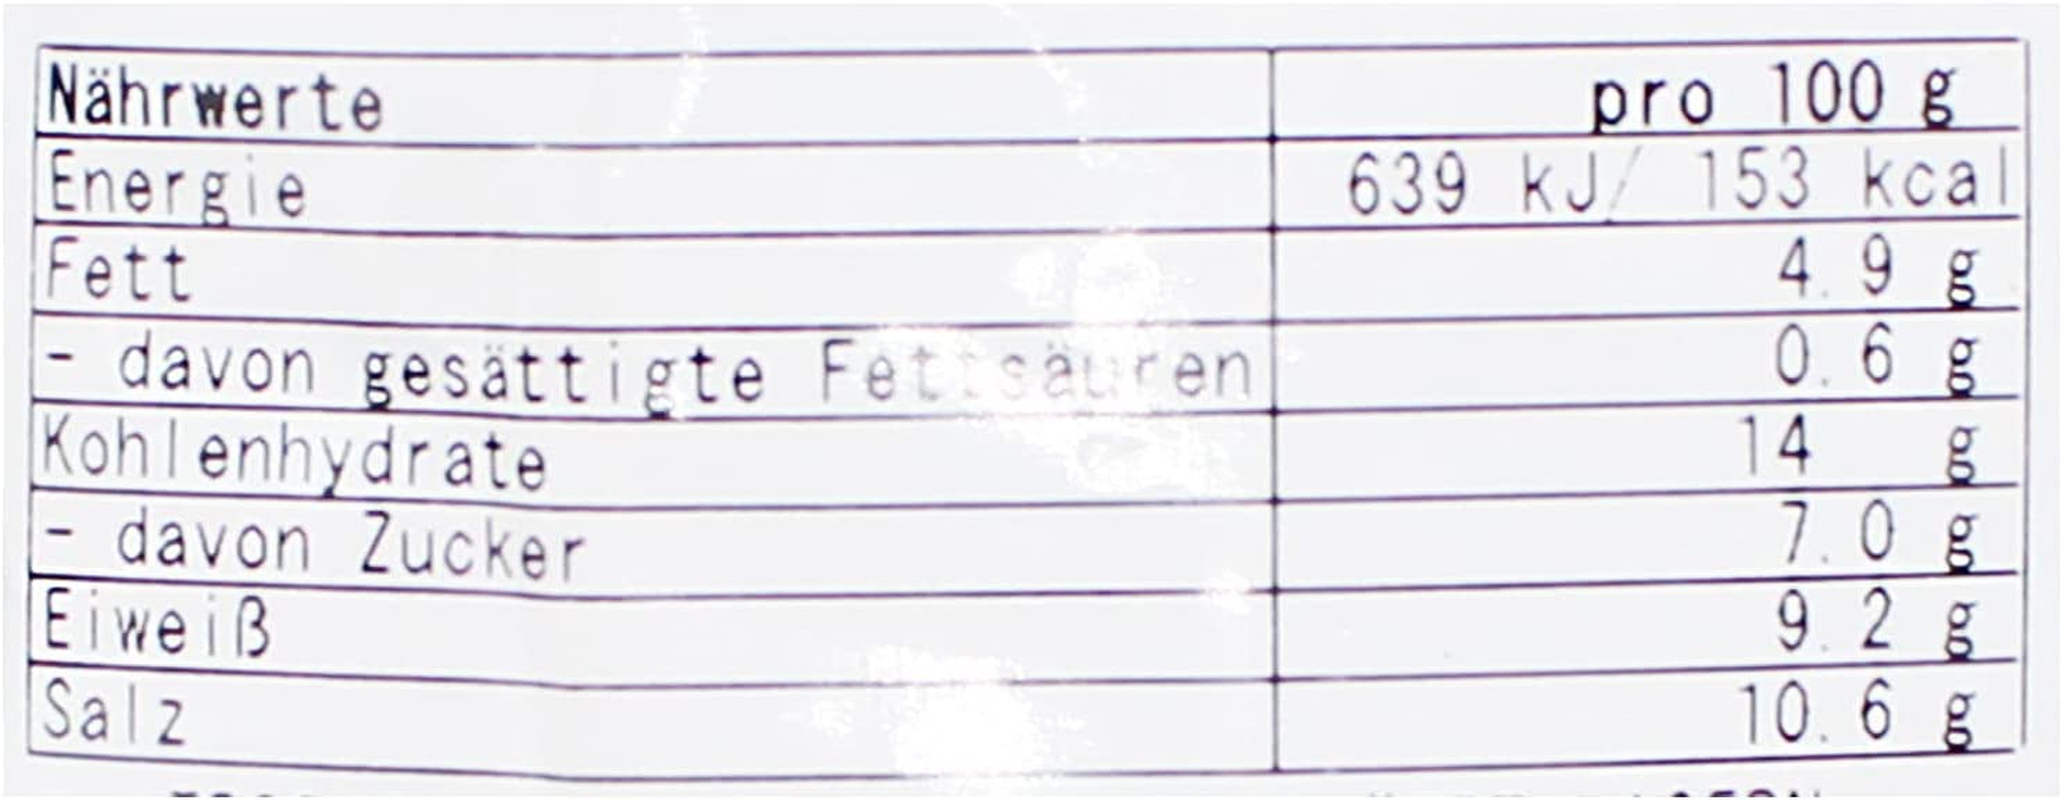 Nährwerte pro 100 g
Energie 639 kJ/ 153 kcal
Fett 4.9 g
- davon gesättigte Fettsäuren 0.6 g
Kohlenhydrate 14 g
- davon Zucker 7.0 g
Eiweiß 9.2 g
Salz 10.6 g